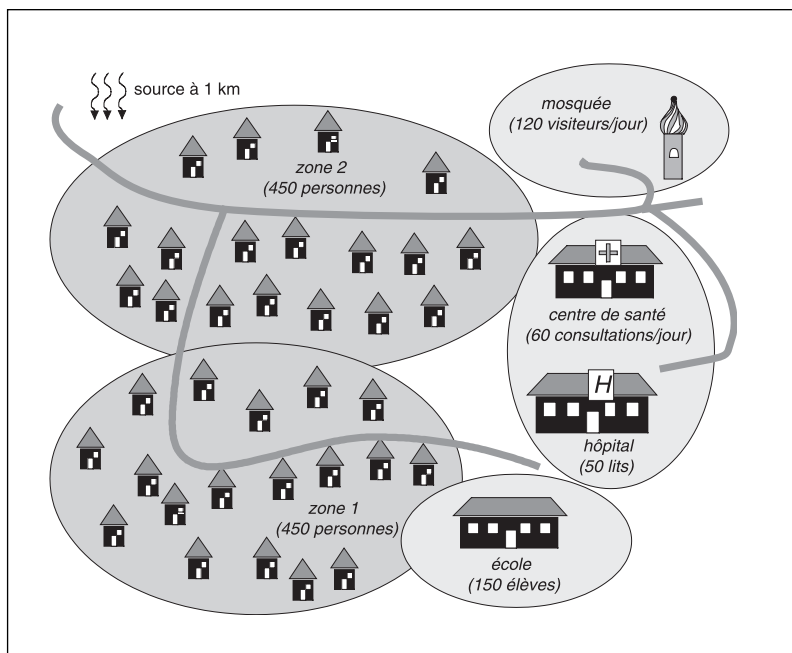 source à 1 km
mosquée
(120 visiteurs/jour)
zone 2
(450 personnes)
centre de santé
(60 consultations/jour)
H
hôpital
(50 lits)
zone 1
(450 personnes)
école
(150 élèves)